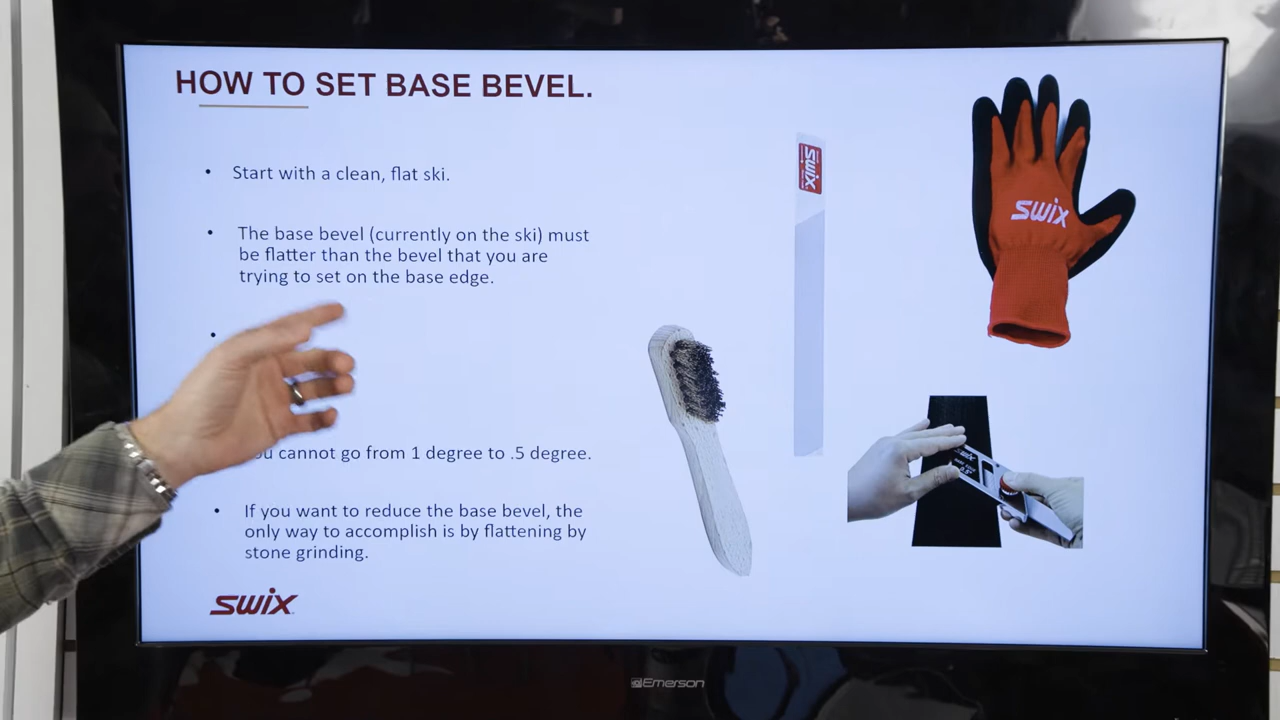 HOW TO SET BASE BEVEL.
• Start with a clean, flat ski.
• The base bevel (currently on the ski) must
be flatter than the bevel that you are
trying to set on the base edge.
•
cannot go from 1 degree to .5 degree.
• If you want to reduce the base bevel, the
only way to accomplish is by flattening by
stone grinding.
swix
swix
swix
swix
Emerson